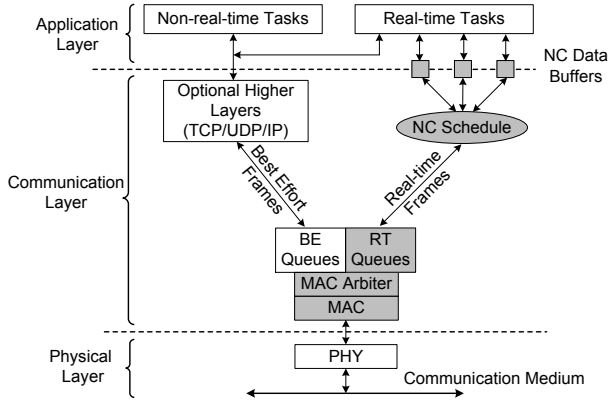 Application
Layer
Non-real-time Tasks
Real-time Tasks
NC Data
Buffers
Optional Higher
Layers
(TCP/UDP/IP)
NC Schedule
Communication
Layer
Best Effort
Frames
Real-time
Frames
BE
Queues
RT
Queues
MAC Arbiter
MAC
Physical
Layer
PHY
Communication Medium